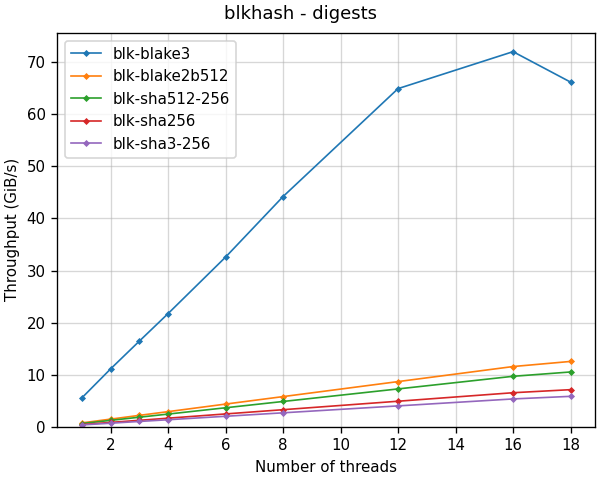 blkhash - digests
blk-blake3
blk-blake2b512
blk-sha512-256
blk-sha256
blk-sha3-256
Throughput (GiB/s)
70
60
50
40
30
20
10
0
2 4 6 8 10 12 14 16 18
Number of threads